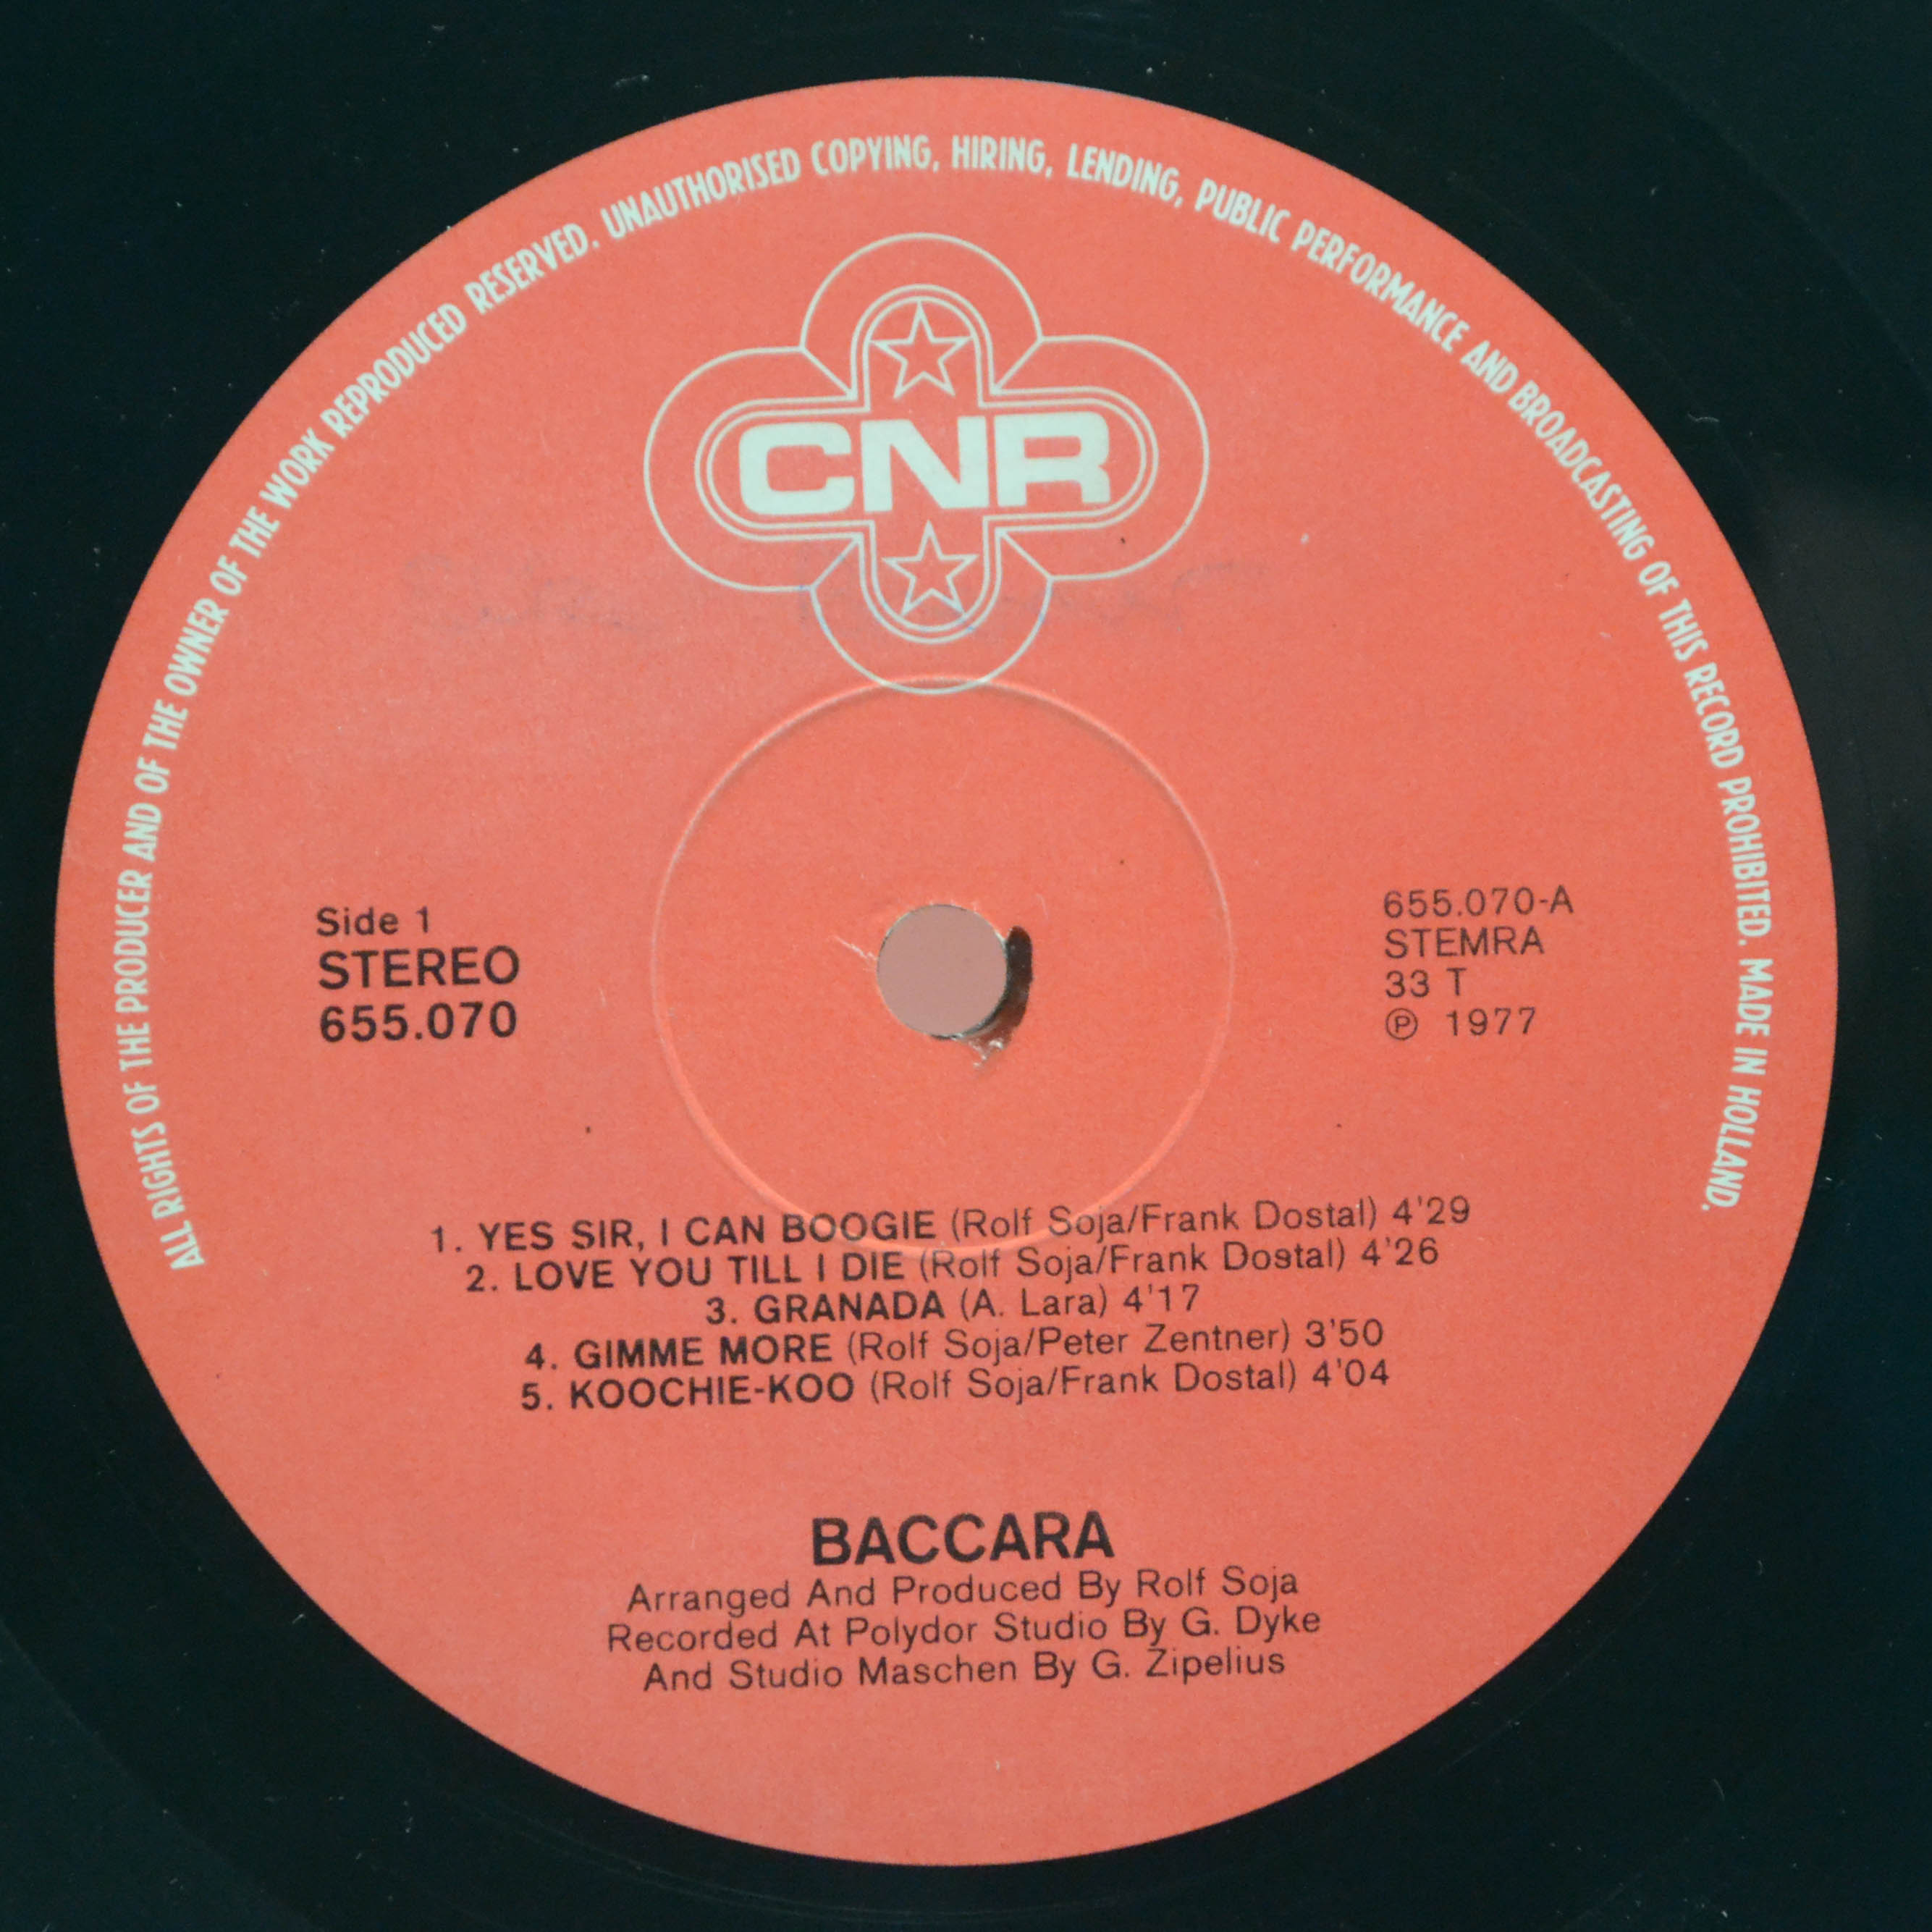 ALL RIGHTS OF THE PRODUCER AND OF THE OWNER OF THE WORK REPRODUCED RESERVED. UNAUTHORISED COPYING, HIRING, LENDING, PUBLIC PERFORMANCE AND BROADCASTING OF THIS RECORD PROHIBITED. MADE IN HOLLAND.
CNR
Side 1
STEREO
655.070
655.070-A
STEMRA
33 T
℗ 1977
1. YES SIR, I CAN BOOGIE (Rolf Soja/Frank Dostal) 4'29
2. LOVE YOU TILL I DIE (Rolf Soja/Frank Dostal) 4'26
3. GRANADA (A. Lara) 4'17
4. GIMME MORE (Rolf Soja/Peter Zentner) 3'50
5. KOOCHIE-KOO (Rolf Soja/Frank Dostal) 4'04
BACCARA
Arranged And Produced By Rolf Soja
Recorded At Polydor Studio By G. Dyke
And Studio Maschen By G. Zipelius